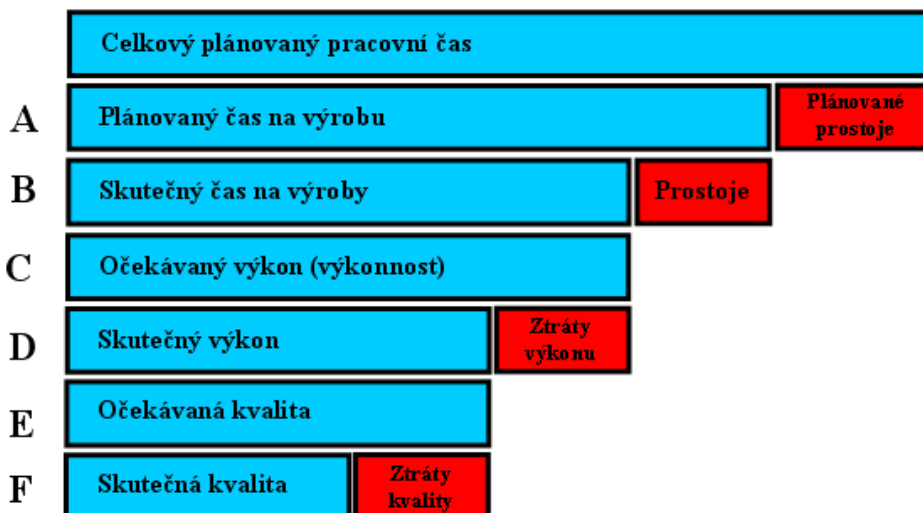 Celkový plánovaný pracovní čas
A
Plánovaný čas na výrobu
Plánované
prostoje
B
Skutečný čas na výroby
Prostoje
C
Očekávaný výkon (výkonnost)
D
Skutečný výkon
Ztráty
výkonu
E
Očekávaná kvalita
F
Skutečná kvalita
Ztráty
kvality